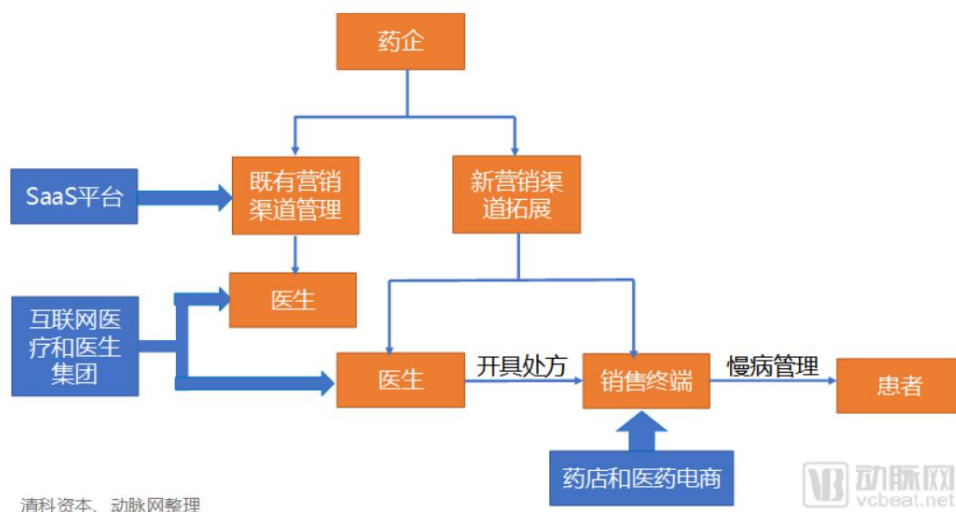 药企
SaaS平台
既有营销
渠道管理
新营销渠
道拓展
医生
互联网医
疗和医生
集团
医生
开具处方
销售终端
慢病管理
患者
药店和医药电商
清科资本、动脉网整理
VB 动脉网
vcbeat.net